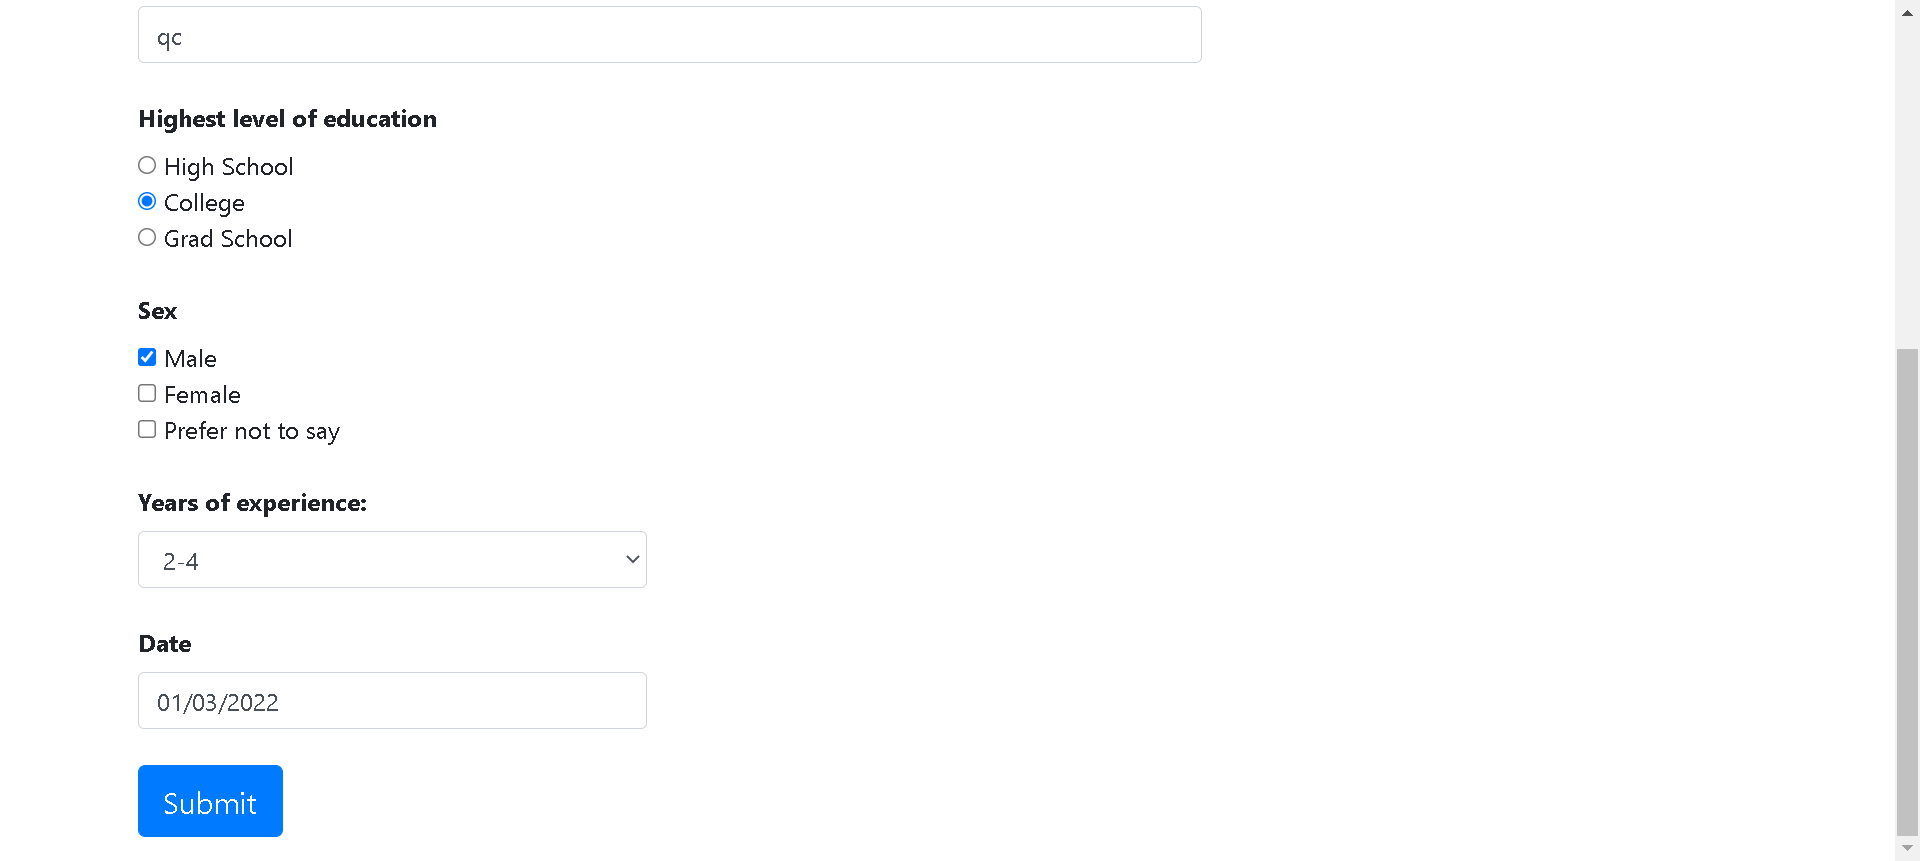 qc
Highest level of education
High School
College
Grad School
Sex
Male
Female
Prefer not to say
Years of experience:
2-4
Date
01/03/2022
Submit